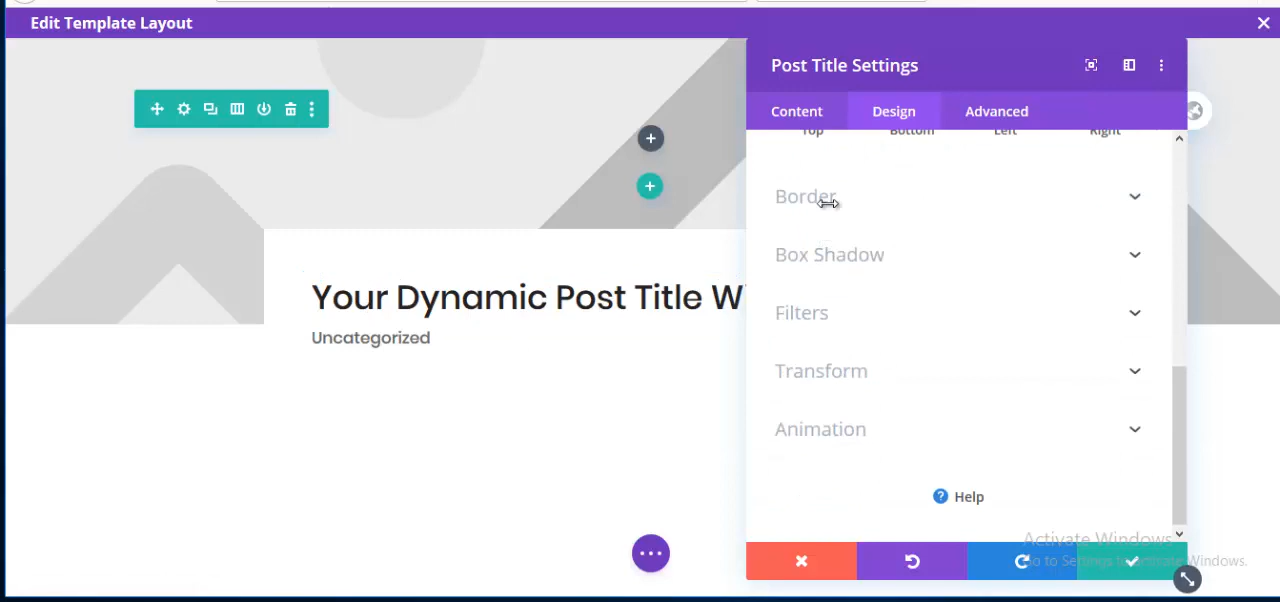 Edit Template Layout
Post Title Settings
Content Design Advanced
Top Bottom Left Right
Border
Box Shadow
Filters
Transform
Animation
Help
Your Dynamic Post Title W
Uncategorized
Activate Windows
Go to Settings to activate Windows.